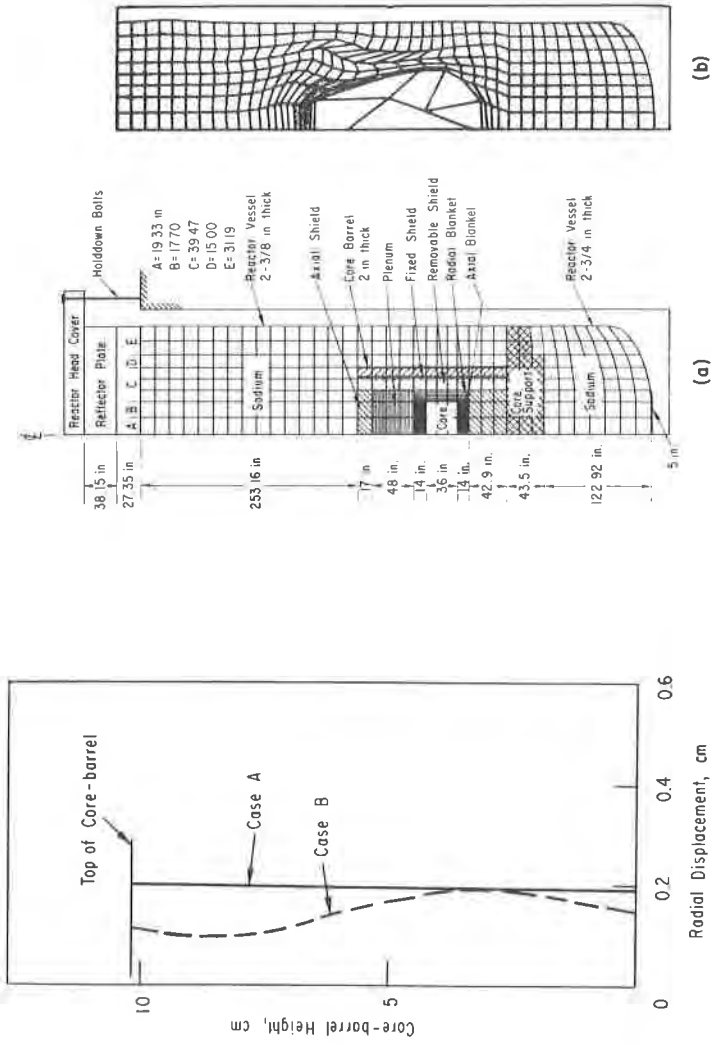 Top of Core-barrel
Case A
Case B
10
5
0
0.2
0.4
0.6
Core-barrel Height, cm
Radial Displacement, cm
Reactor Head Cover
Reflector Plate
A B C D E
Sodium
Core
Core Support
Sodium
38.15 in
27.35 in
253.16 in
17 in
48 in.
14 in.
36 in
14 in.
42.9 in.
43.5 in.
122.92 in.
5 in
Holddown Bolts
A=19.33 in
B=17.70
C=39.47
D=15.00
E=31.19
Reactor Vessel
2-3/8 in thick
Axial Shield
Core Barrel
2 in thick
Plenum
Fixed Shield
Removable Shield
Radial Blanket
Axial Blanket
Reactor Vessel
2-3/4 in thick
(a)
(b)